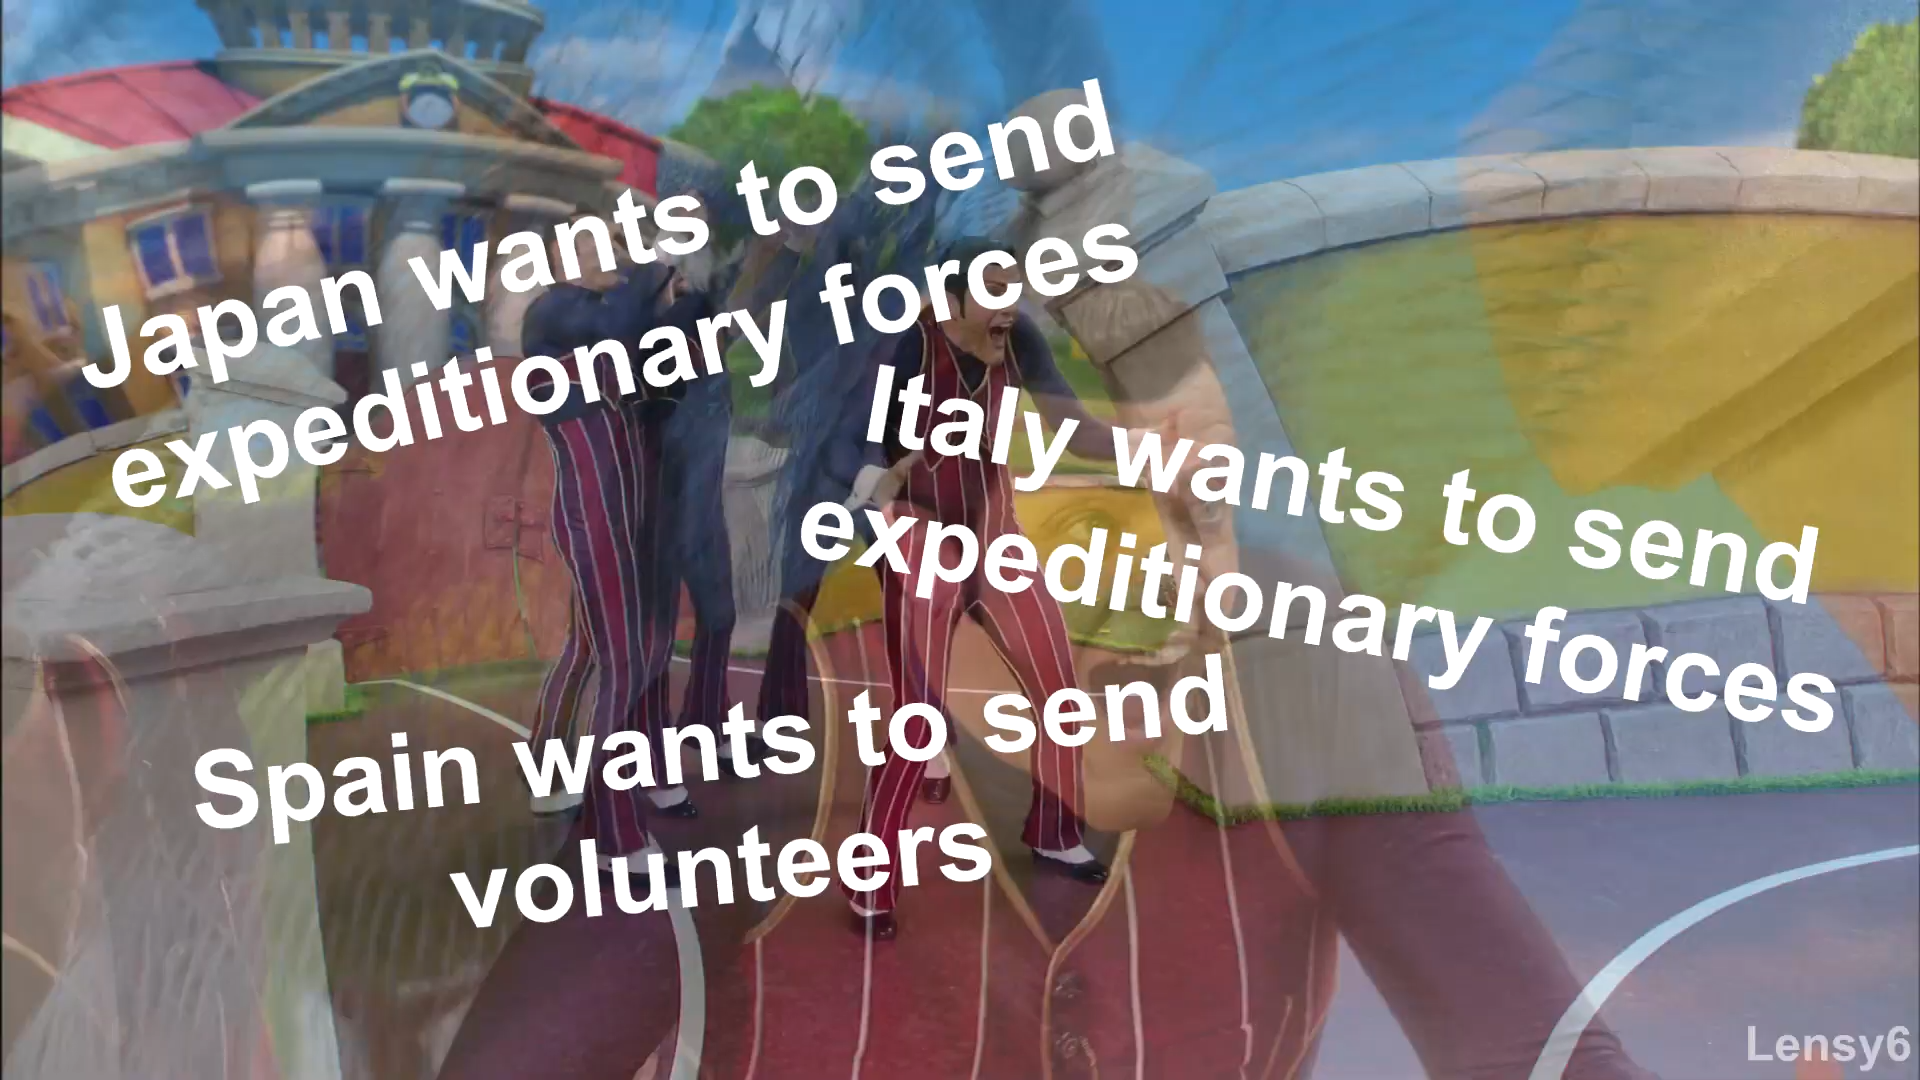 Japan wants to send
expeditionary forces
Italy wants to send
expeditionary forces
Spain wants to send
volunteers
Lensy6